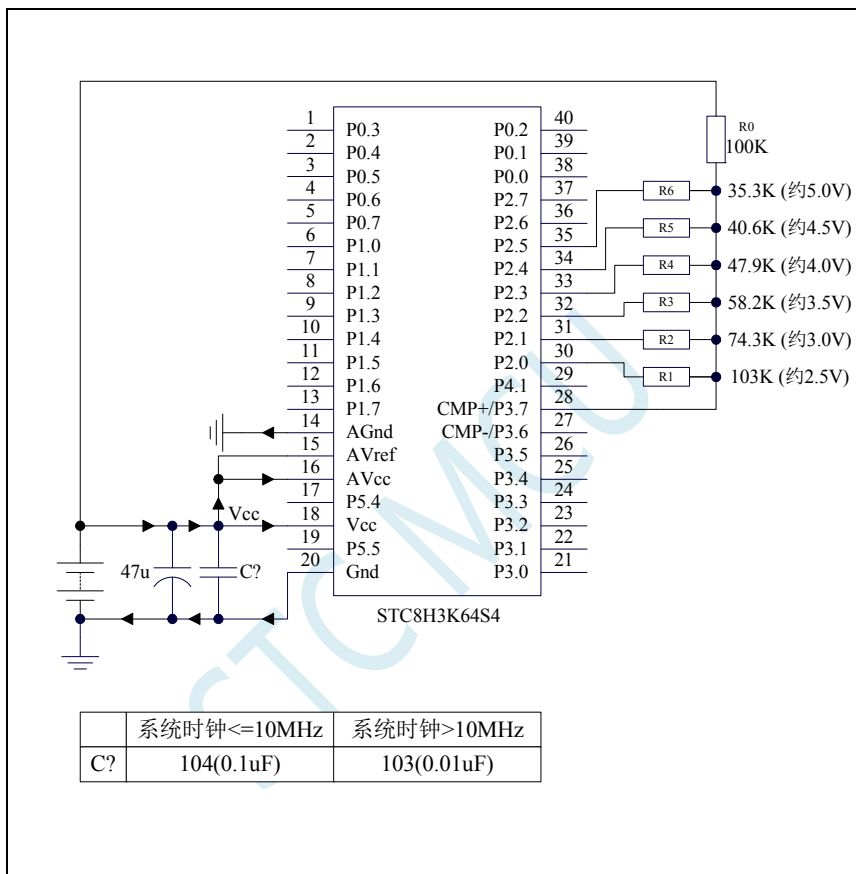 1 P0.3 P0.2 40
2 P0.4 P0.1 39
3 P0.5 P0.0 38
4 P0.6 P2.7 37
5 P0.7 P2.6 36
6 P1.0 P2.5 35
7 P1.1 P2.4 34
8 P1.2 P2.3 33
9 P1.3 P2.2 32
10 P1.4 P2.1 31
11 P1.5 P2.0 30
12 P1.6 P4.1 29
13 P1.7 CMP+/P3.7 28
14 AGnd CMP-/P3.6 27
15 AVref P3.5 26
16 AVcc P3.4 25
17 P5.4 P3.3 24
18 Vcc P3.2 23
19 P5.5 P3.1 22
20 Gnd P3.0 21
R0
100K
R6 35.3K (约5.0V)
R5 40.6K (约4.5V)
R4 47.9K (约4.0V)
R3 58.2K (约3.5V)
R2 74.3K (约3.0V)
R1 103K (约2.5V)
Vcc
47u C?
STC8H3K64S4
STC MCU
系统时钟<=10MHz 系统时钟>10MHz
C? 104(0.1uF) 103(0.01uF)